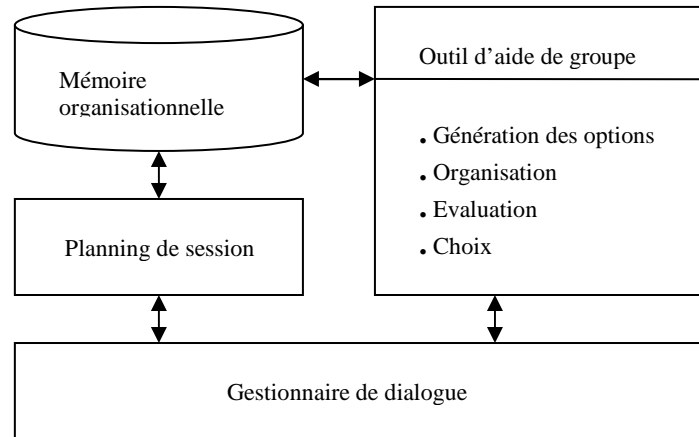 Mémoire
organisationnelle
Outil d’aide de groupe
. Génération des options
. Organisation
. Evaluation
. Choix
Planning de session
Gestionnaire de dialogue